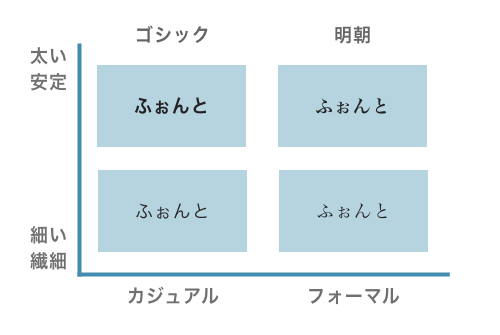 ゴシック
明朝
太い
安定
ふぉんと
ふぉんと
ふぉんと
ふぉんと
細い
繊細
カジュアル
フォーマル